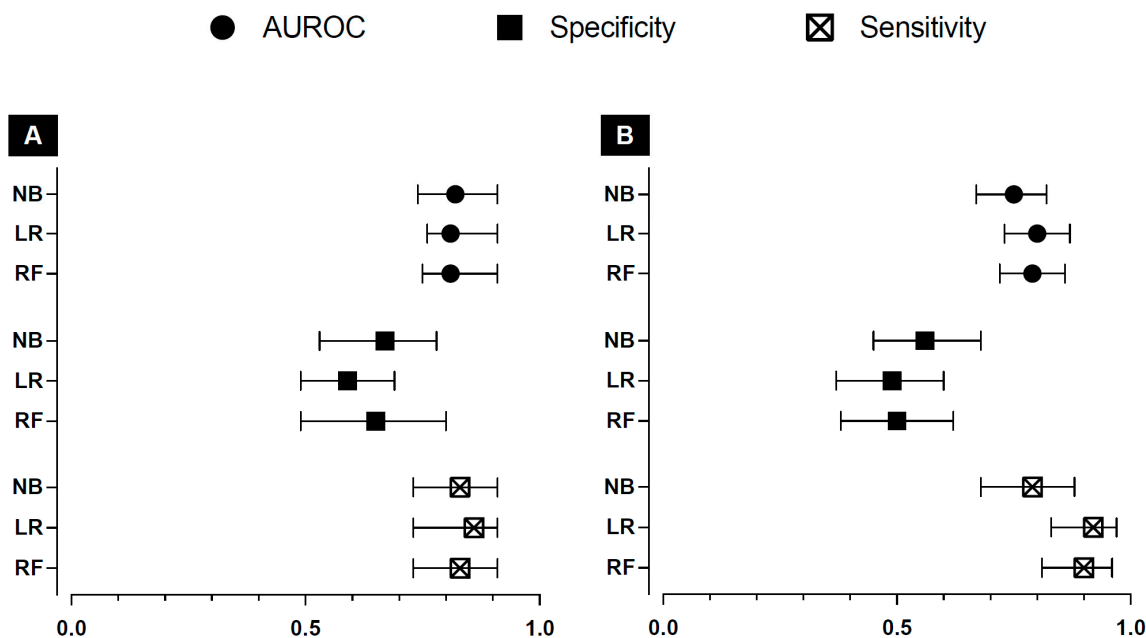 AUROC Specificity Sensitivity
A B
NB NB
LR LR
RF RF
NB NB
LR LR
RF RF
NB NB
LR LR
RF RF
0.0 0.5 1.0 0.0 0.5 1.0